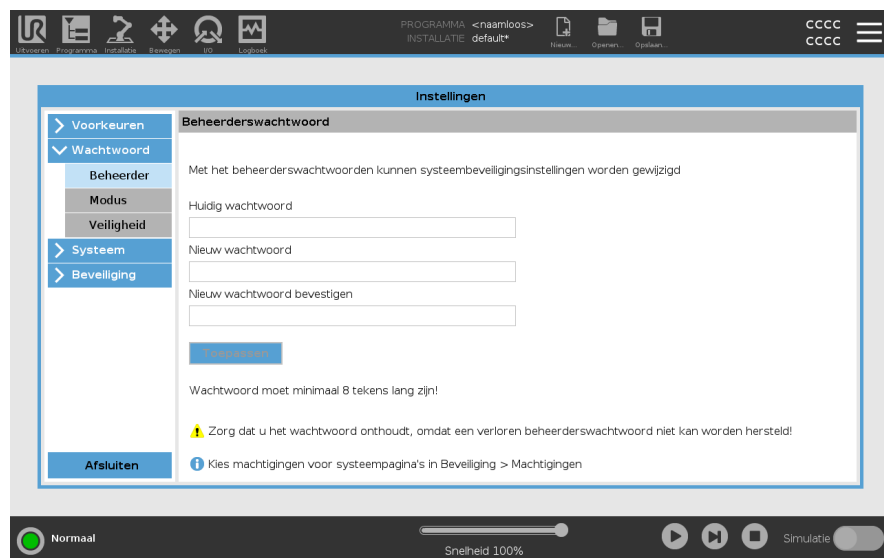 PROGRAMMA <naamloos>
INSTALLATIE default*
Uitvoeren Programma Installatie Bewegen I/O Logboek Nieuw... Openen... Opslaan...
CCCC
CCCC
Instellingen
Voorkeuren
Wachtwoord
Beheerder
Modus
Veiligheid
Systeem
Beveiliging
Afsluiten
Beheerderswachtwoord
Met het beheerderswachtwoorden kunnen systeembeveiligingsinstellingen worden gewijzigd
Huidig wachtwoord
Nieuw wachtwoord
Nieuw wachtwoord bevestigen
Toepassen
Wachtwoord moet minimaal 8 tekens lang zijn!
Zorg dat u het wachtwoord onthoudt, omdat een verloren beheerderswachtwoord niet kan worden hersteld!
Kies machtigingen voor systeempagina's in Beveiliging > Machtigingen
Normaal
Snelheid 100%
Simulatie